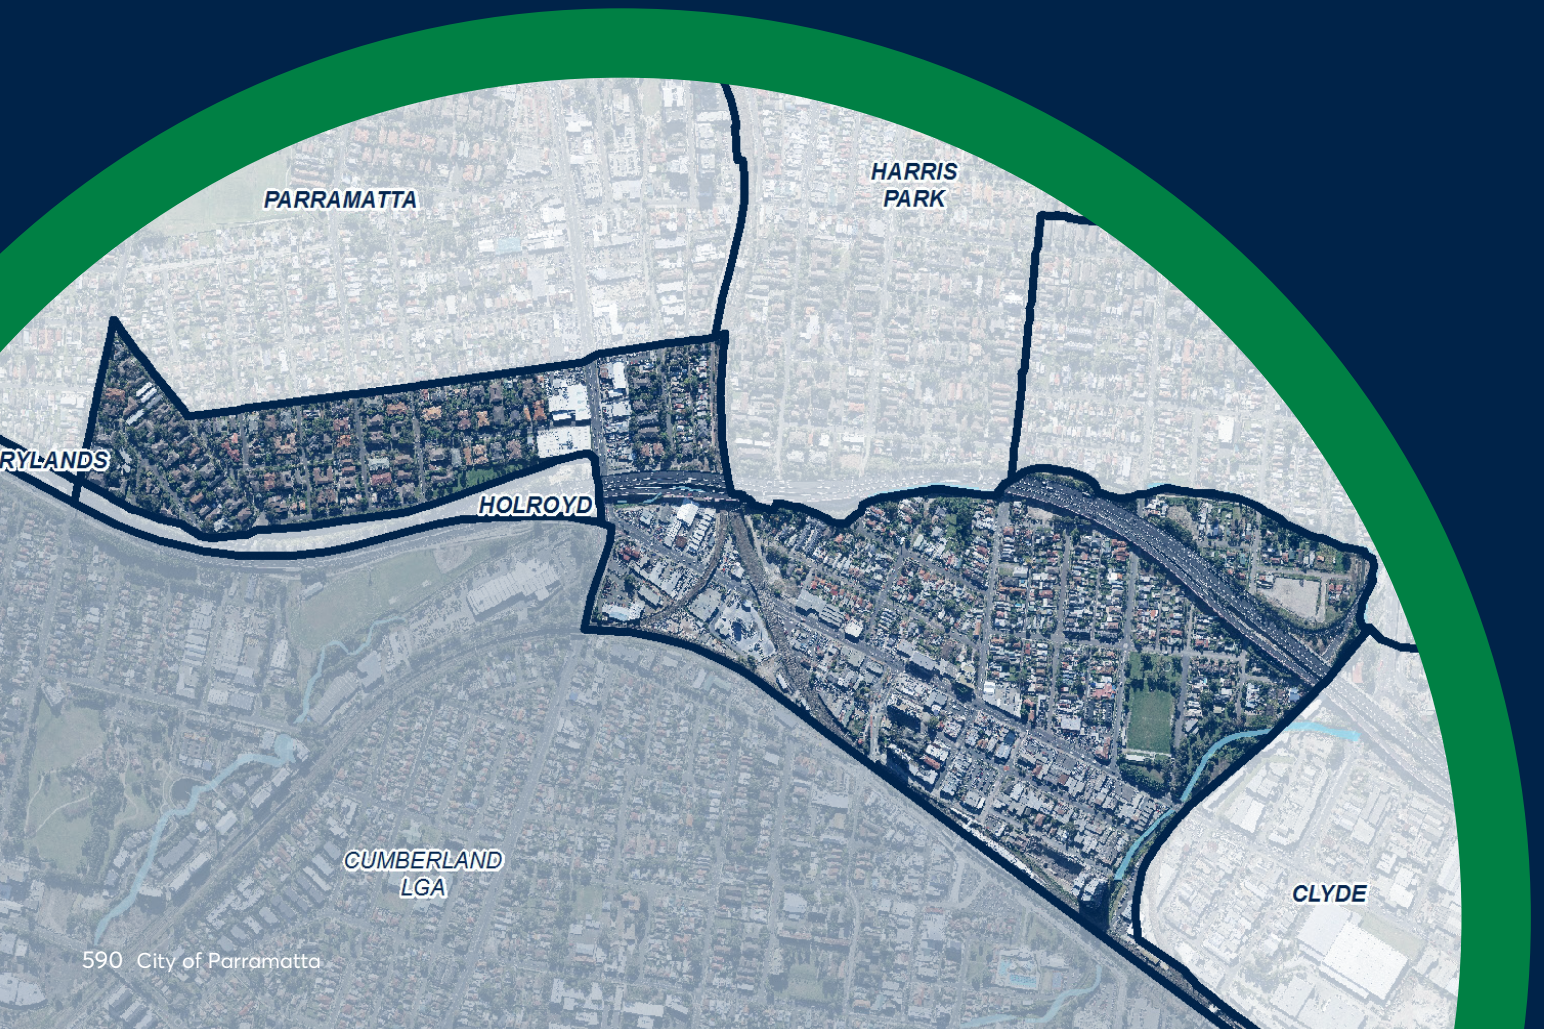 HARRIS
PARK
PARRAMATTA
RYLANDS
HOLROYD
CUMBERLAND
LGA
CLYDE
590 City of Parramatta